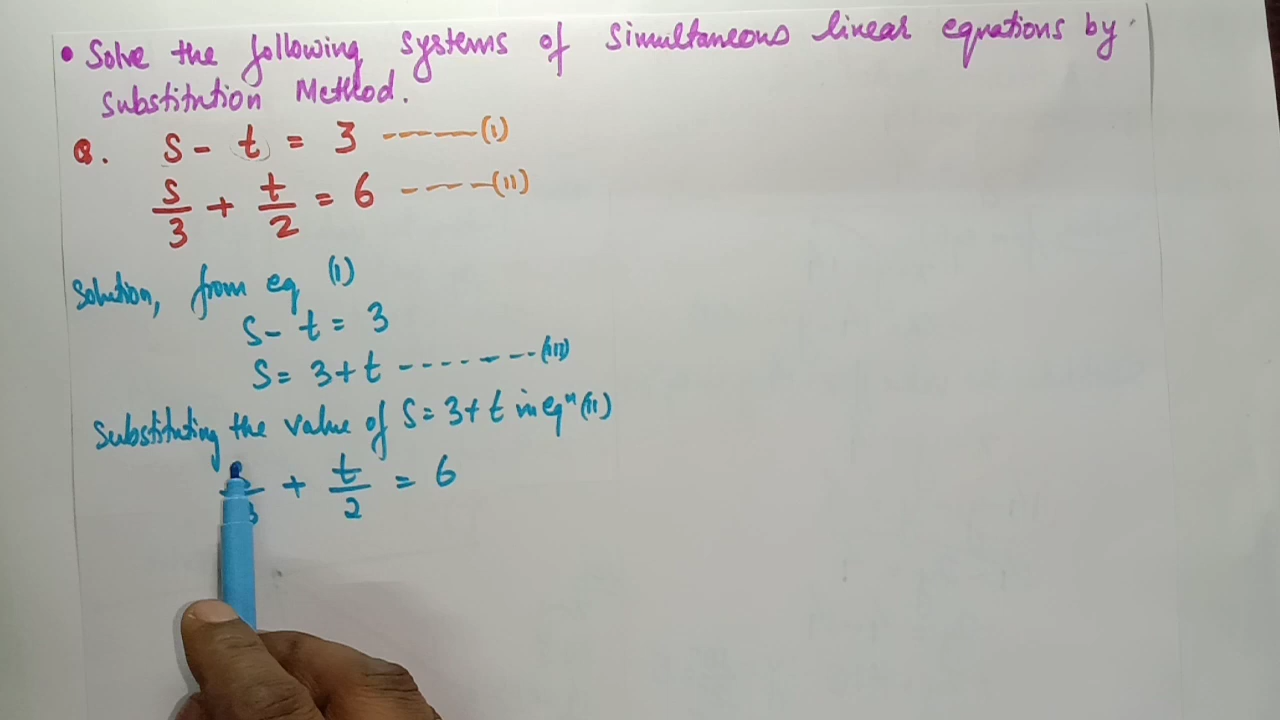 • Solve the following systems of simultaneous linear equations by
substitution Method.
Q. s - t = 3 -------(I)
s/3 + t/2 = 6 -----(II)
Solution, from eq (I)
s - t = 3
s = 3 + t --------(III)
Substituting the value of s = 3 + t in eqⁿ (II)
+ t/2 = 6